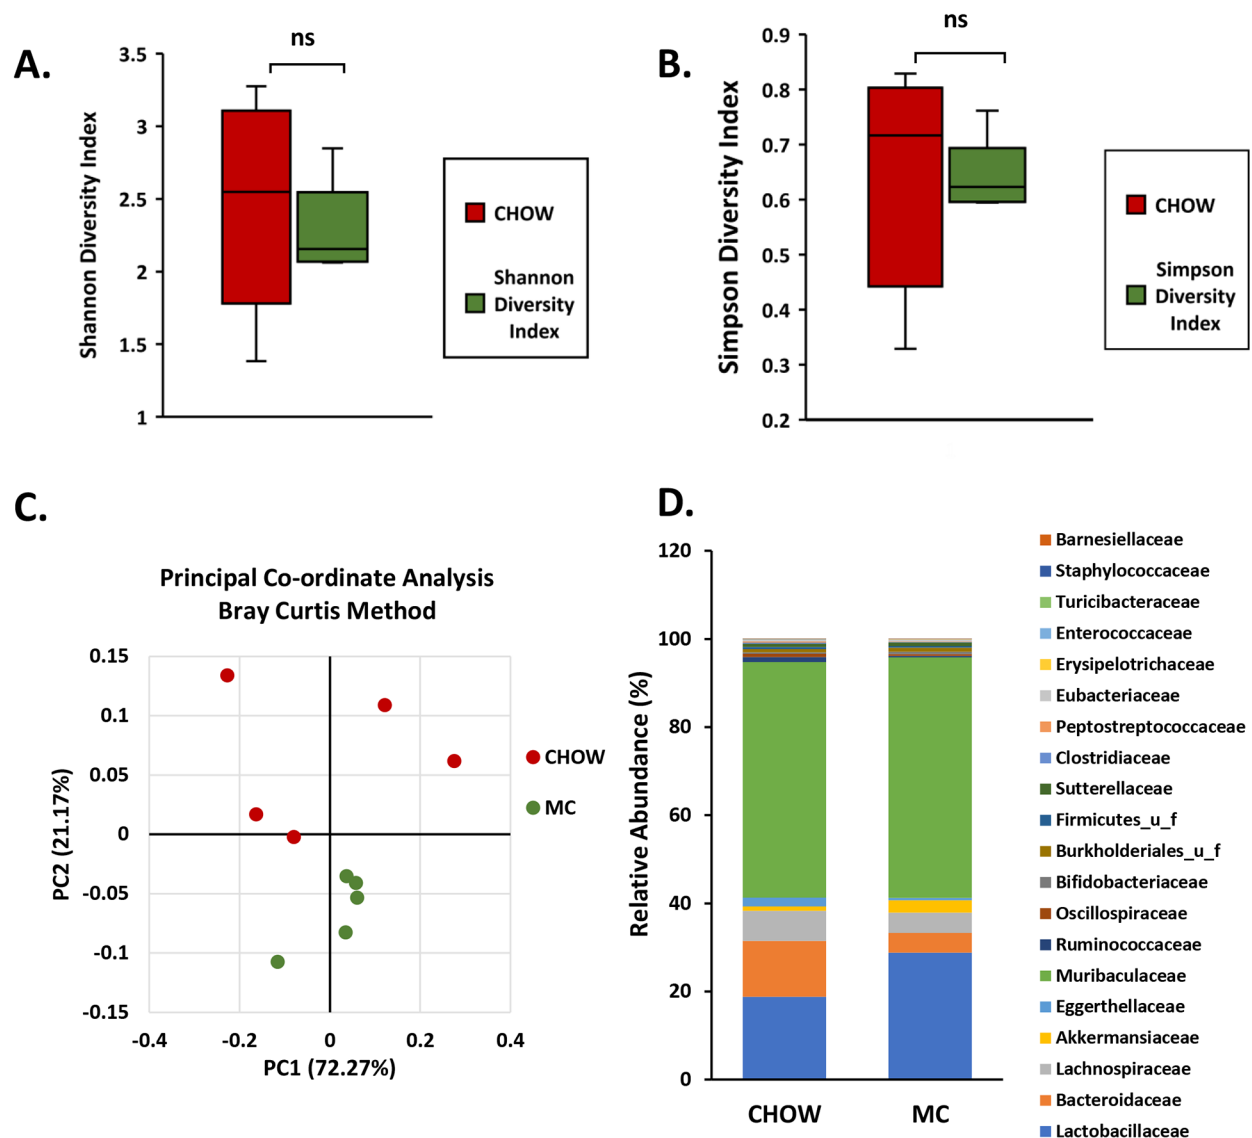 A.
ns
3.5
3
2.5
2
1.5
1
Shannon Diversity Index
CHOW
Shannon
Diversity
Index
B.
ns
0.9
0.8
0.7
0.6
0.5
0.4
0.3
0.2
Simpson Diversity Index
CHOW
Simpson
Diversity
Index
C.
Principal Co-ordinate Analysis
Bray Curtis Method
0.15
0.1
0.05
0
-0.05
-0.1
-0.15
PC2 (21.17%)
-0.4
-0.2
0
0.2
0.4
PC1 (72.27%)
CHOW
MC
D.
120
100
80
60
40
20
0
Relative Abundance (%)
CHOW
MC
Barnesiellaceae
Staphylococcaceae
Turicibacteraceae
Enterococcaceae
Erysipelotrichaceae
Eubacteriaceae
Peptostreptococcaceae
Clostridiaceae
Sutterellaceae
Firmicutes_u_f
Burkholderiales_u_f
Bifidobacteriaceae
Oscillospiraceae
Ruminococcaceae
Muribaculaceae
Eggerthellaceae
Akkermansiaceae
Lachnospiraceae
Bacteroidaceae
Lactobacillaceae